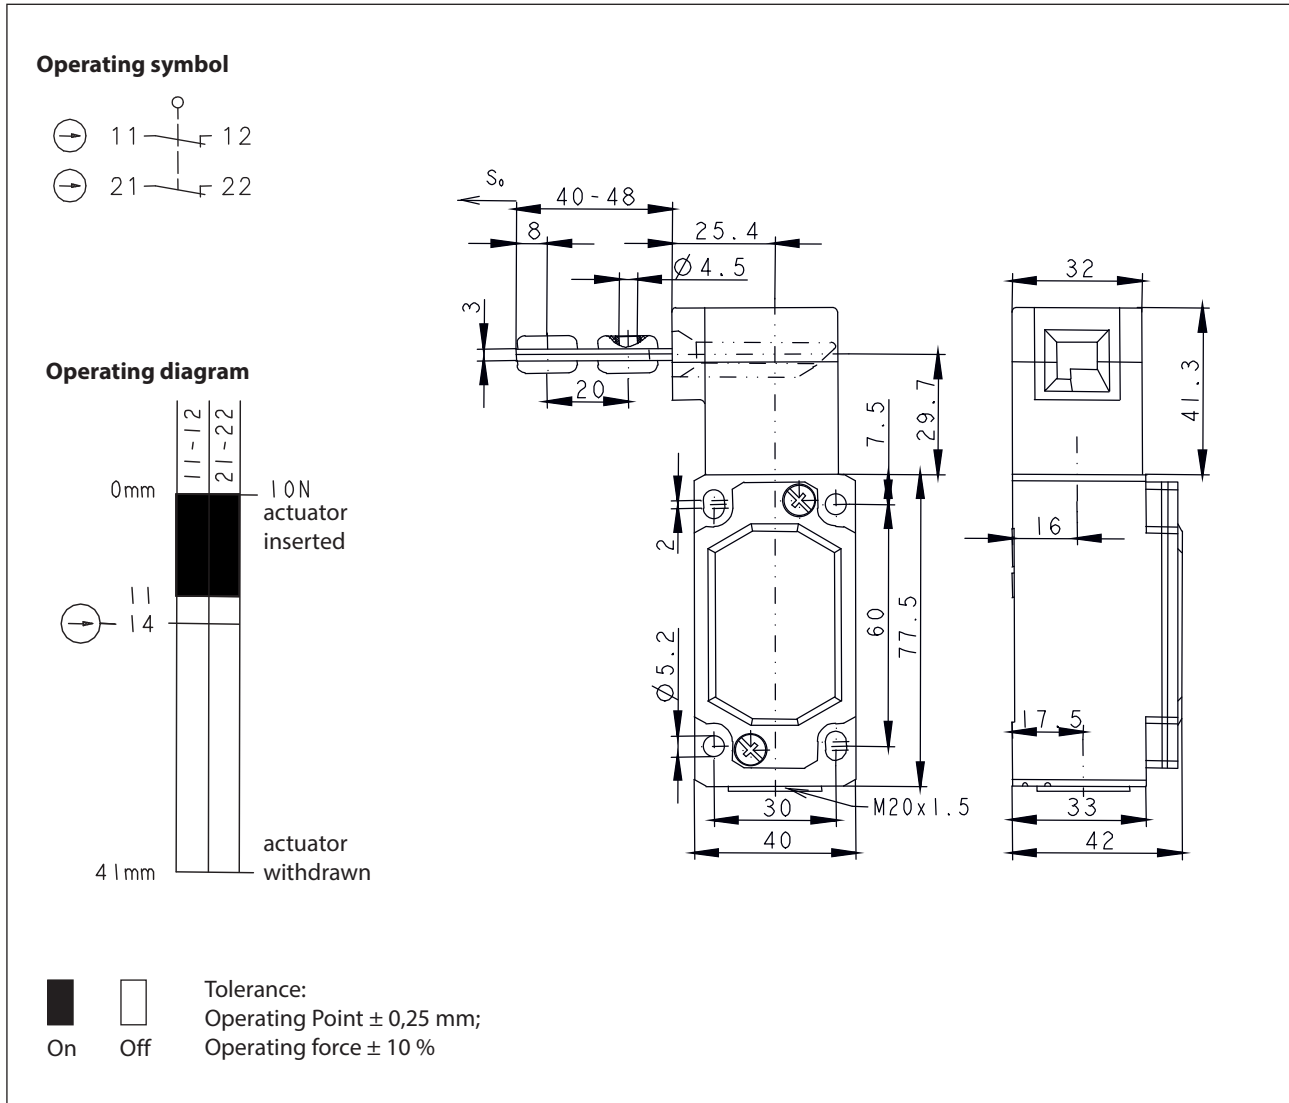 Operating symbol
11 12
21 22
S₀
40-48
8
25.4
Ø4.5
3
20
29.7
7.5
32
41.3
Operating diagram
11-12
21-22
0mm
10N
actuator
inserted
11
14
41mm
actuator
withdrawn
2
Ø5.2
60
77.5
16
17.5
30
M20x1.5
40
33
42
On
Off
Tolerance:
Operating Point ± 0,25 mm;
Operating force ± 10 %